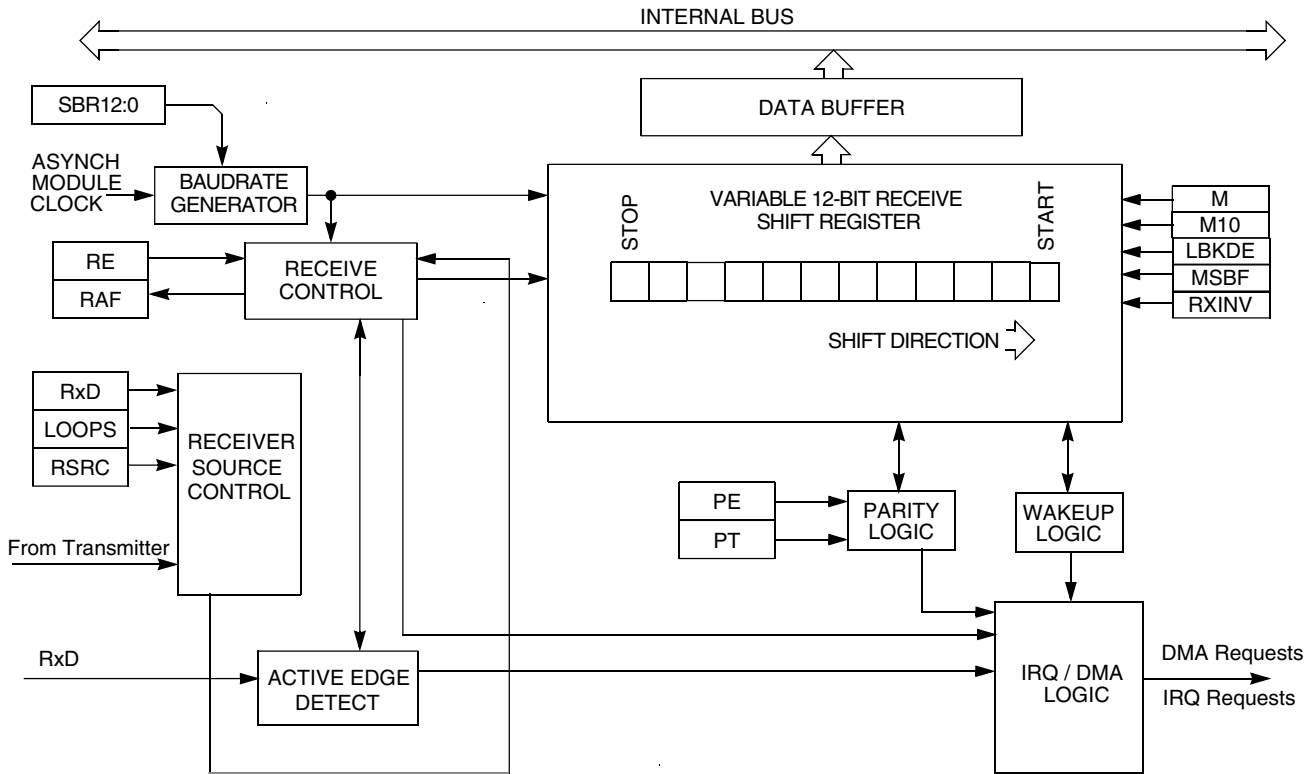 INTERNAL BUS
SBR12:0
DATA BUFFER
ASYNCH
MODULE
CLOCK
BAUDRATE
GENERATOR
VARIABLE 12-BIT RECEIVE
SHIFT REGISTER
STOP
START
M
M10
LBKDE
MSBF
RXINV
RE
RAF
RECEIVE
CONTROL
SHIFT DIRECTION
RxD
LOOPS
RSRC
RECEIVER
SOURCE
CONTROL
From Transmitter
PE
PT
PARITY
LOGIC
WAKEUP
LOGIC
RxD
ACTIVE EDGE
DETECT
IRQ / DMA
LOGIC
DMA Requests
IRQ Requests